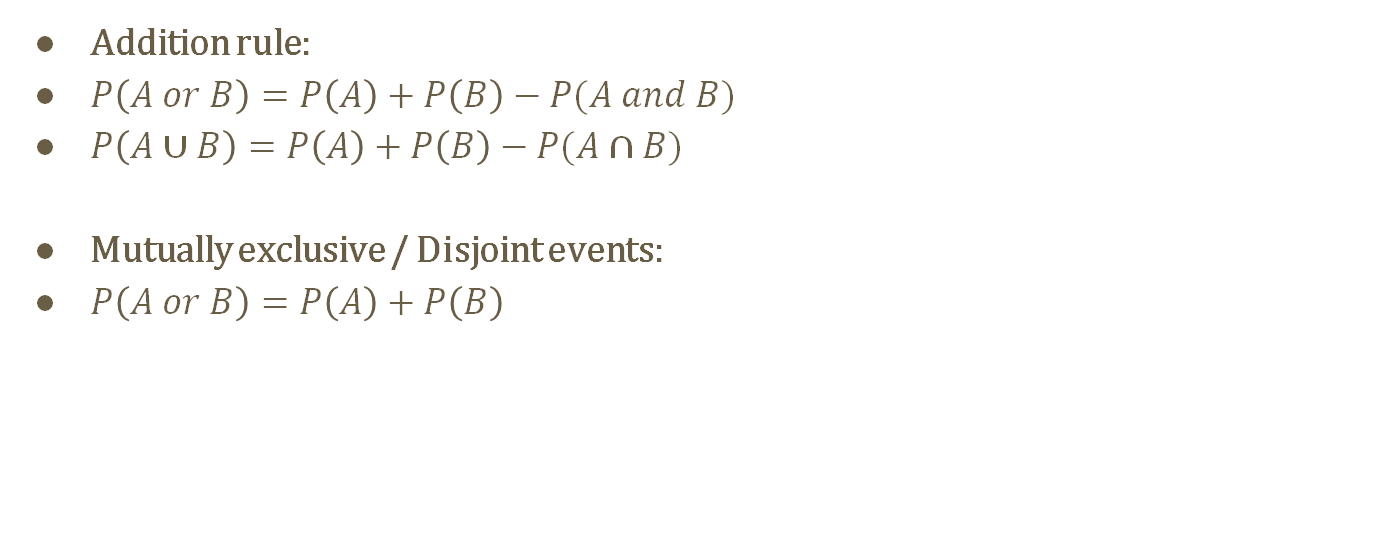 ● Addition rule:
● P(A or B) = P(A) + P(B) − P(A and B)
● P(A ∪ B) = P(A) + P(B) − P(A ∩ B)
● Mutually exclusive / Disjoint events:
● P(A or B) = P(A) + P(B)